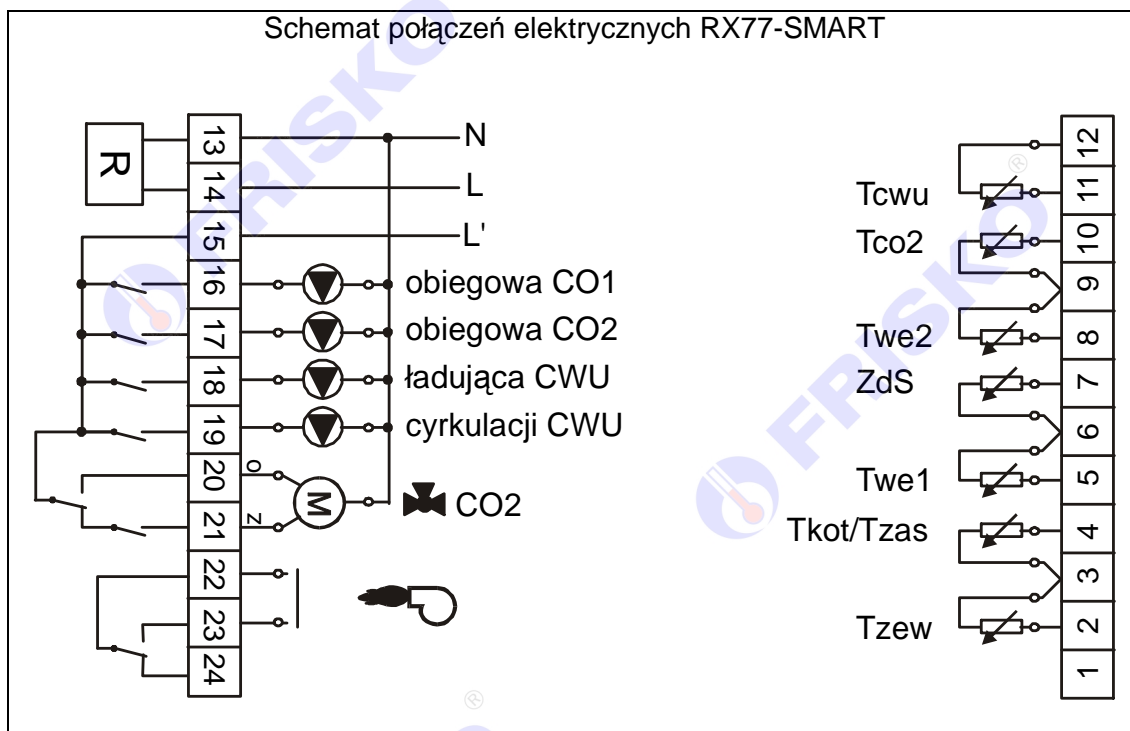 Schemat połączeń elektrycznych RX77-SMART
R
13
14
15
16
17
18
19
20
21
22
23
24
N
L
L'
obiegowa CO1
obiegowa CO2
ładująca CWU
cyrkulacji CWU
o
z
M
CO2
Tcwu
Tco2
Twe2
ZdS
Twe1
Tkot/Tzas
Tzew
12
11
10
9
8
7
6
5
4
3
2
1
FRISKO
®
FRISKO
®